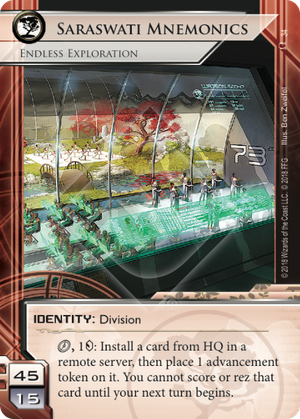 Saraswati Mnemonics
Endless Exploration
34
Illus. Ben Zweifel
© 2018 Wizards of the Coast LLC. © 2018 FFG
73
IDENTITY: Division
, 1: Install a card from HQ in a
remote server, then place 1 advancement
token on it. You cannot score or rez that
card until your next turn begins.
45
15